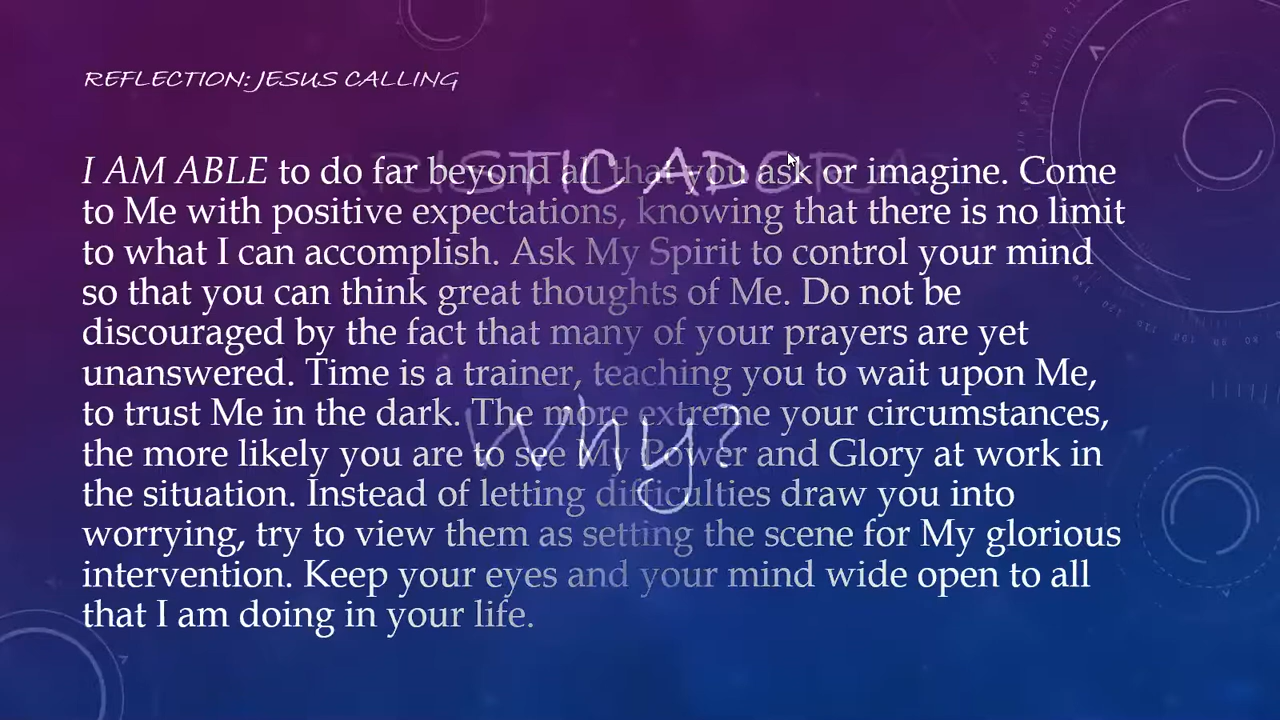 REFLECTION: JESUS CALLING
RISTIC ADORA
I AM ABLE to do far beyond all that you ask or imagine. Come
to Me with positive expectations, knowing that there is no limit
to what I can accomplish. Ask My Spirit to control your mind
so that you can think great thoughts of Me. Do not be
discouraged by the fact that many of your prayers are yet
unanswered. Time is a trainer, teaching you to wait upon Me,
to trust Me in the dark. The more extreme your circumstances,
Why?
the more likely you are to see My Power and Glory at work in
the situation. Instead of letting difficulties draw you into
worrying, try to view them as setting the scene for My glorious
intervention. Keep your eyes and your mind wide open to all
that I am doing in your life.